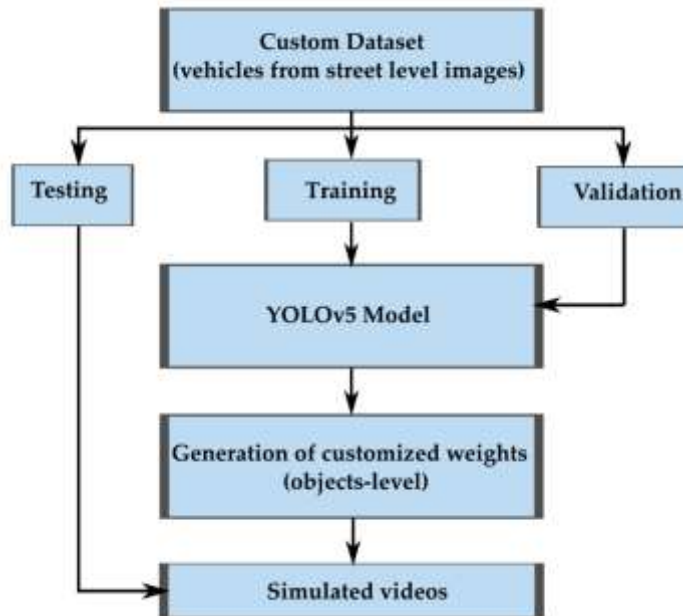 Custom Dataset
(vehicles from street level images)
Testing
Training
Validation
YOLOv5 Model
Generation of customized weights
(objects-level)
Simulated videos